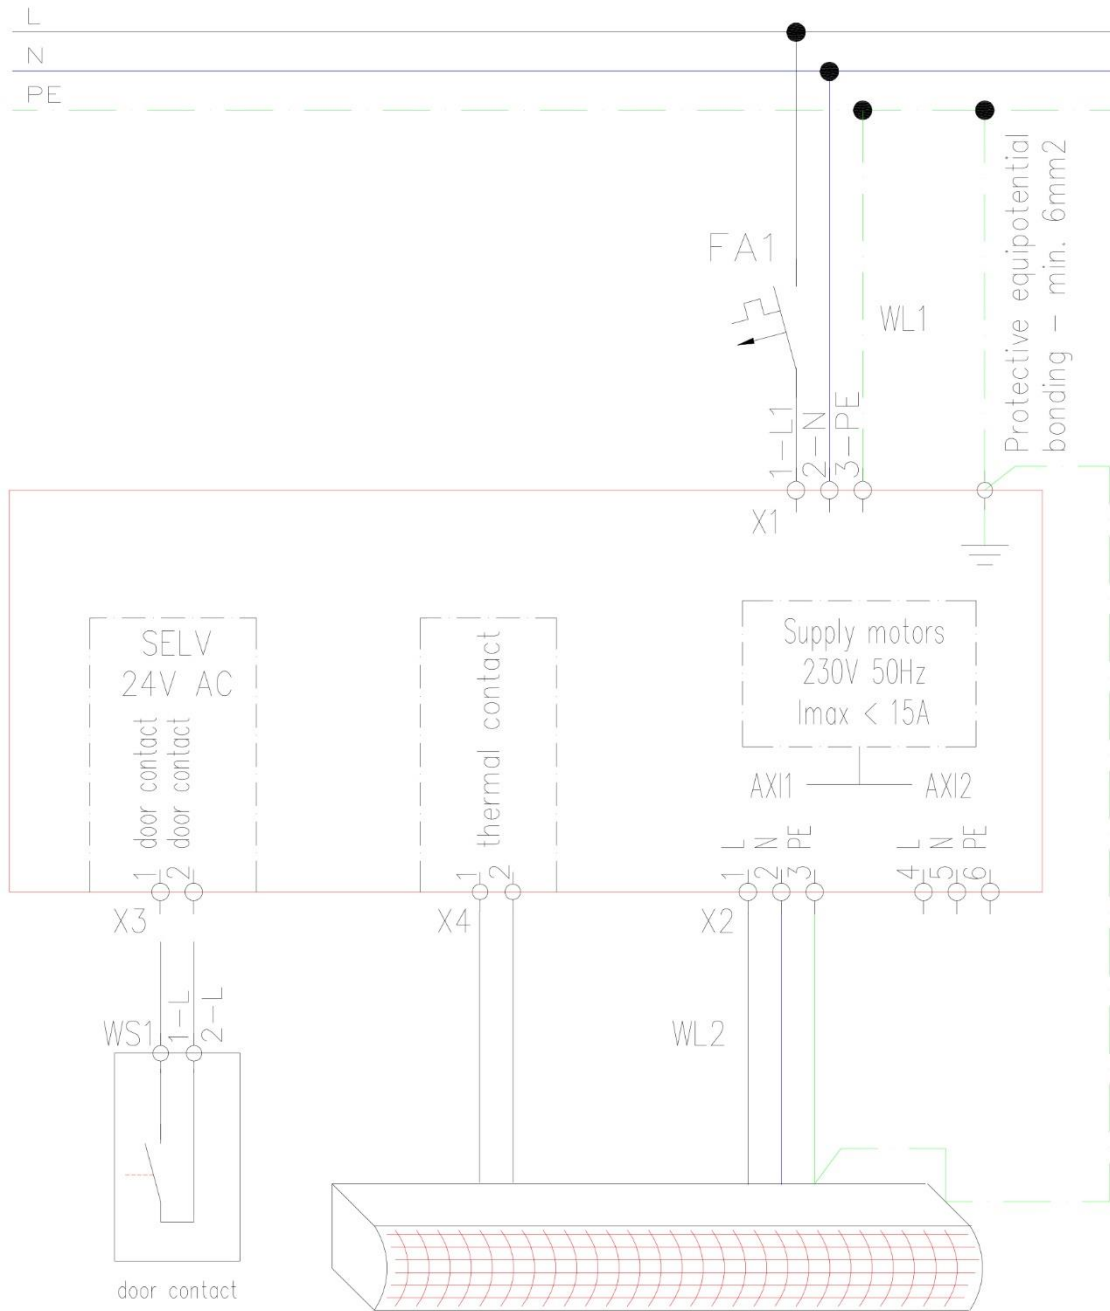 L
N
PE
FA1
WL1
Protective equipotential
bonding - min. 6mm2
1-L1
2-N
3-PE
X1
SELV
24V AC
door contact
door contact
thermal contact
Supply motors
230V 50Hz
Imax < 15A
AXI1
AXI2
1
2
1
2
1 L
2 N
3 PE
4 L
5 N
6 PE
X3
X4
X2
WS1
1-L
2-L
WL2
door contact